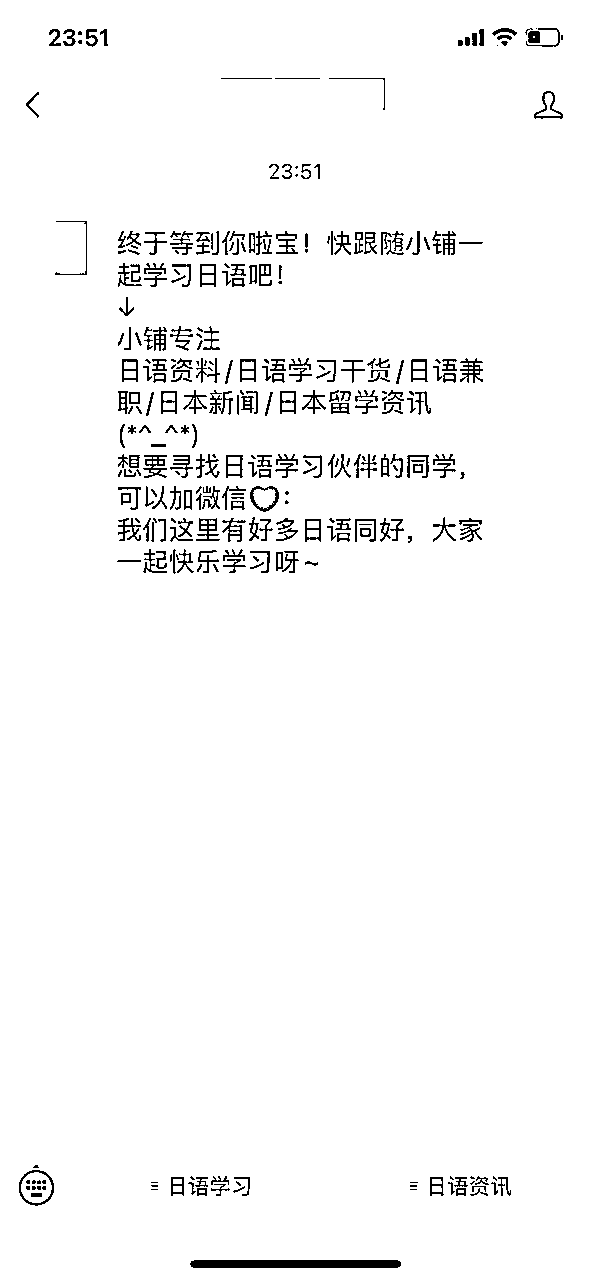 23:51
23:51
终于等到你啦宝！快跟随小铺一
起学习日语吧！
↓
小铺专注
日语资料/日语学习干货/日语兼
职/日本新闻/日本留学资讯
(*^_^*)
想要寻找日语学习伙伴的同学，
可以加微信♡：
我们这里有好多日语同好，大家
一起快乐学习呀~
≡ 日语学习
≡ 日语资讯